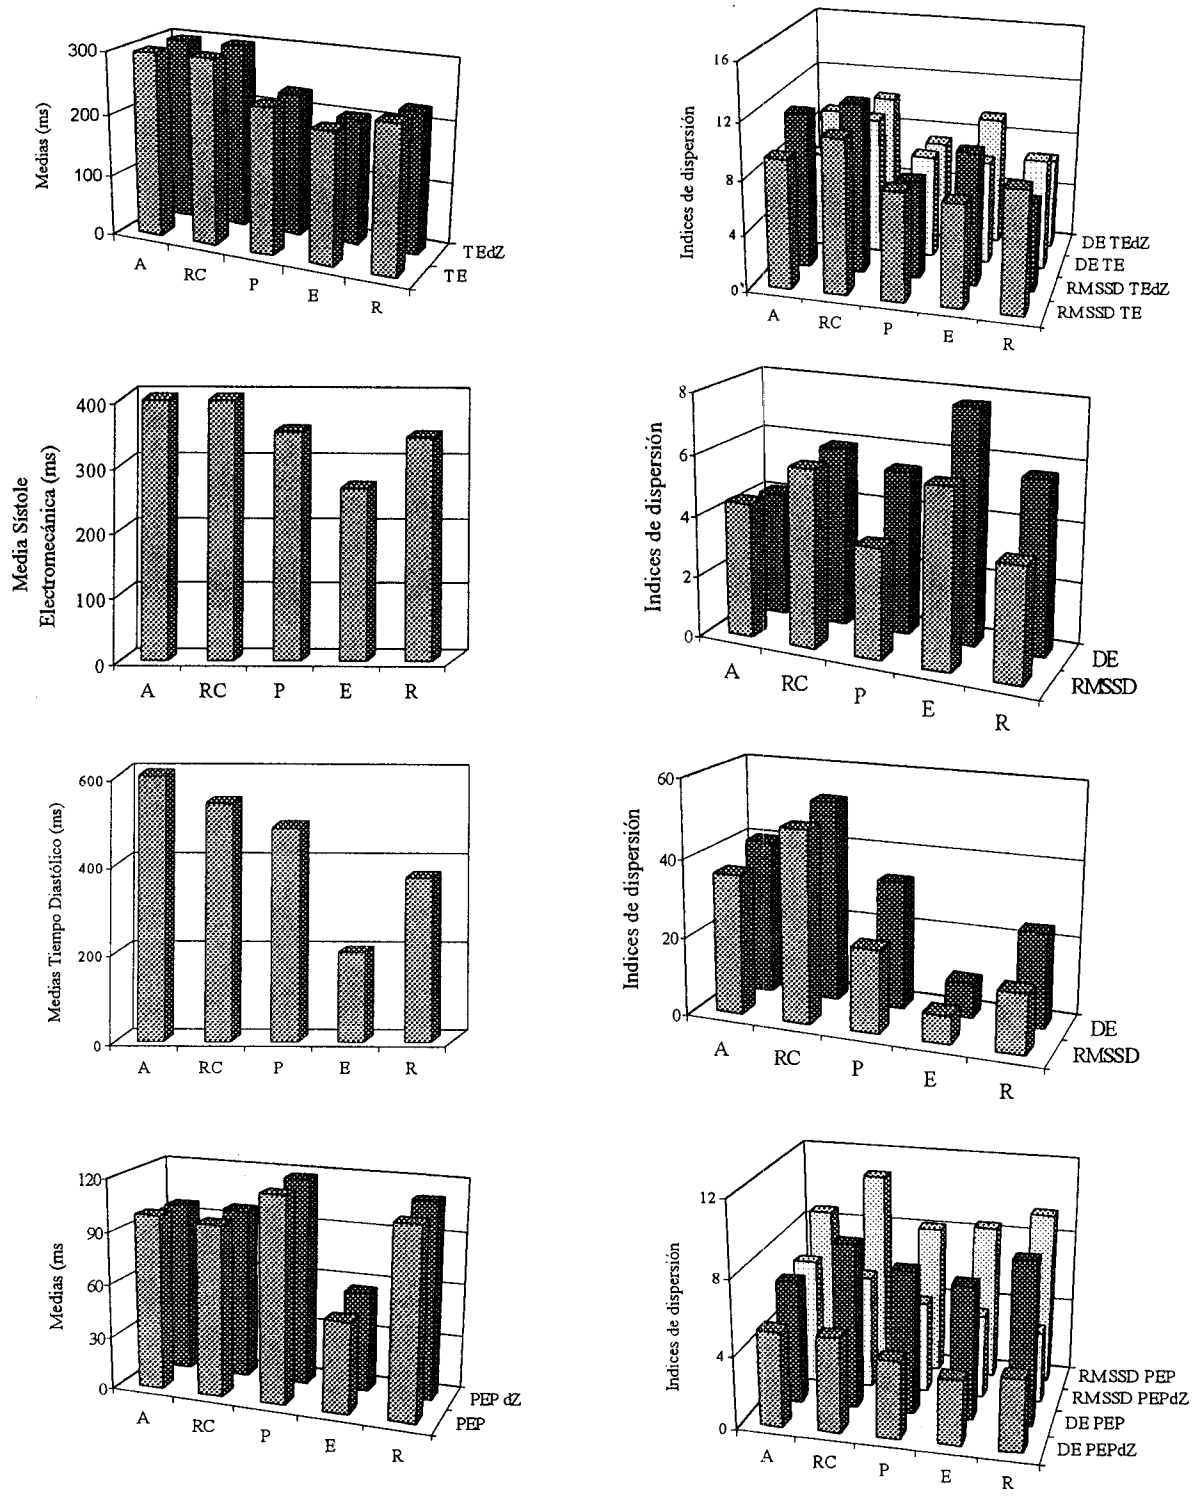 Medias (ms)
300
200
100
0
A
RC
P
E
R
TEdZ
TE
Indices de dispersión
16
12
8
4
0
A
RC
P
E
R
DE TEdZ
DE TE
RMSSD TEdZ
RMSSD TE
Media Sístole
Electromecánica (ms)
400
300
200
100
0
A
RC
P
E
R
Indices de dispersión
8
6
4
2
0
A
RC
P
E
R
DE
RMSSD
Medias Tiempo Diastólico (ms)
600
400
200
0
A
RC
P
E
R
Indices de dispersión
60
40
20
0
A
RC
P
E
R
DE
RMSSD
Medias (ms
120
90
60
30
0
A
RC
P
E
R
PEP dZ
PEP
Indices de dispersión
12
8
4
0
A
RC
P
E
R
RMSSD PEP
RMSSD PEPdZ
DE PEP
DE PEPdZ